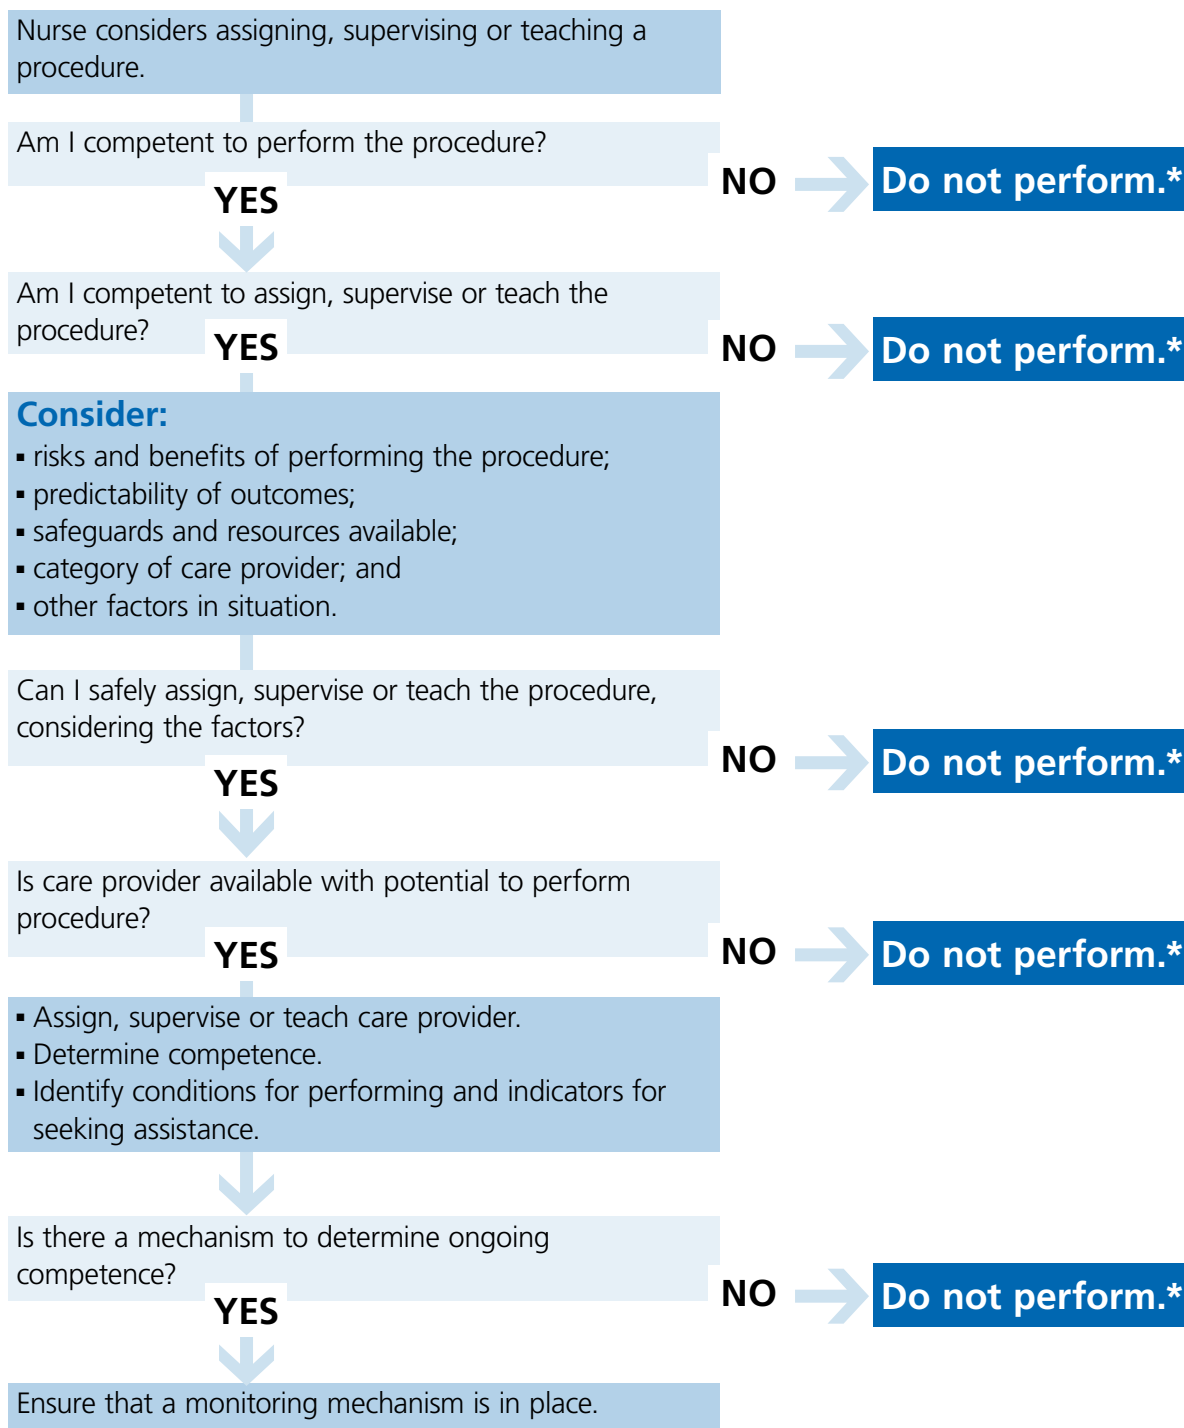 Nurse considers assigning, supervising or teaching a
procedure.
Am I competent to perform the procedure?
NO
Do not perform.*
YES
Am I competent to assign, supervise or teach the
procedure?
YES
NO
Do not perform.*
Consider:
▪ risks and benefits of performing the procedure;
▪ predictability of outcomes;
▪ safeguards and resources available;
▪ category of care provider; and
▪ other factors in situation.
Can I safely assign, supervise or teach the procedure,
considering the factors?
NO
Do not perform.*
YES
Is care provider available with potential to perform
procedure?
YES
NO
Do not perform.*
▪ Assign, supervise or teach care provider.
▪ Determine competence.
▪ Identify conditions for performing and indicators for
seeking assistance.
Is there a mechanism to determine ongoing
competence?
NO
Do not perform.*
YES
Ensure that a monitoring mechanism is in place.